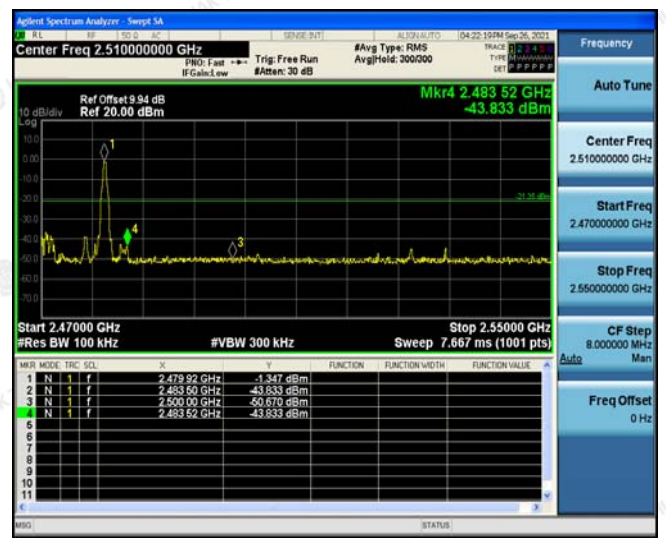 Agilent Spectrum Analyzer - Swept SA
RL RF 50 Ω AC SENSE:INT ALIGNAUTO 04:22:19 PM Sep 26, 2021
Center Freq 2.510000000 GHz #Avg Type: RMS TRACE 1 2 3 4 5 6
PNO: Fast Trig: Free Run Avg|Hold: 300/300 TYPE
IFGain:Low #Atten: 30 dB DET P P P P P P
Mkr4 2.483 52 GHz
Ref Offset 9.94 dB
10 dB/div Ref 20.00 dBm -43.833 dBm
Log
10.0
0.00
-10.0
-20.0
-30.0
-40.0
-50.0
-60.0
-70.0
1
4
3
-21.35 dBm
Start 2.47000 GHz Stop 2.55000 GHz
#Res BW 100 kHz #VBW 300 kHz Sweep 7.667 ms (1001 pts)
MKR MODE TRC SCL X Y FUNCTION FUNCTION WIDTH FUNCTION VALUE
1 N 1 f 2.479 92 GHz -1.347 dBm
2 N 1 f 2.483 50 GHz -43.833 dBm
3 N 1 f 2.500 00 GHz -50.670 dBm
4 N 1 f 2.483 52 GHz -43.833 dBm
5
6
7
8
9
10
11
MSG STATUS
Frequency
Auto Tune
Center Freq
2.510000000 GHz
Start Freq
2.470000000 GHz
Stop Freq
2.550000000 GHz
CF Step
8.000000 MHz
Auto Man
Freq Offset
0 Hz